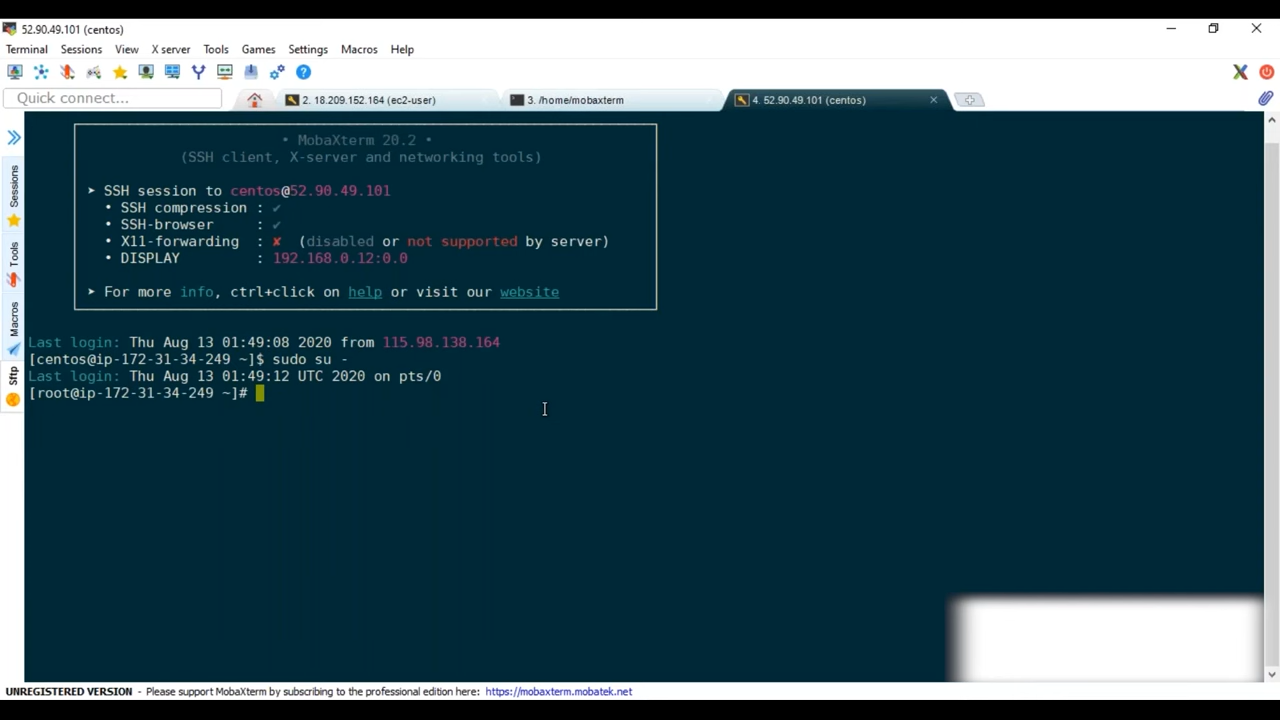 52.90.49.101 (centos)
Terminal Sessions View X server Tools Games Settings Macros Help
Quick connect...
2. 18.209.152.164 (ec2-user)
3. /home/mobaxterm
4. 52.90.49.101 (centos)
Sessions
Tools
Macros
Sftp
• MobaXterm 20.2 •
(SSH client, X-server and networking tools)
➤ SSH session to centos@52.90.49.101
• SSH compression : ✔
• SSH-browser : ✔
• X11-forwarding : ✘ (disabled or not supported by server)
• DISPLAY : 192.168.0.12:0.0
➤ For more info, ctrl+click on help or visit our website
Last login: Thu Aug 13 01:49:08 2020 from 115.98.138.164
[centos@ip-172-31-34-249 ~]$ sudo su -
Last login: Thu Aug 13 01:49:12 UTC 2020 on pts/0
[root@ip-172-31-34-249 ~]#
UNREGISTERED VERSION - Please support MobaXterm by subscribing to the professional edition here: https://mobaxterm.mobatek.net